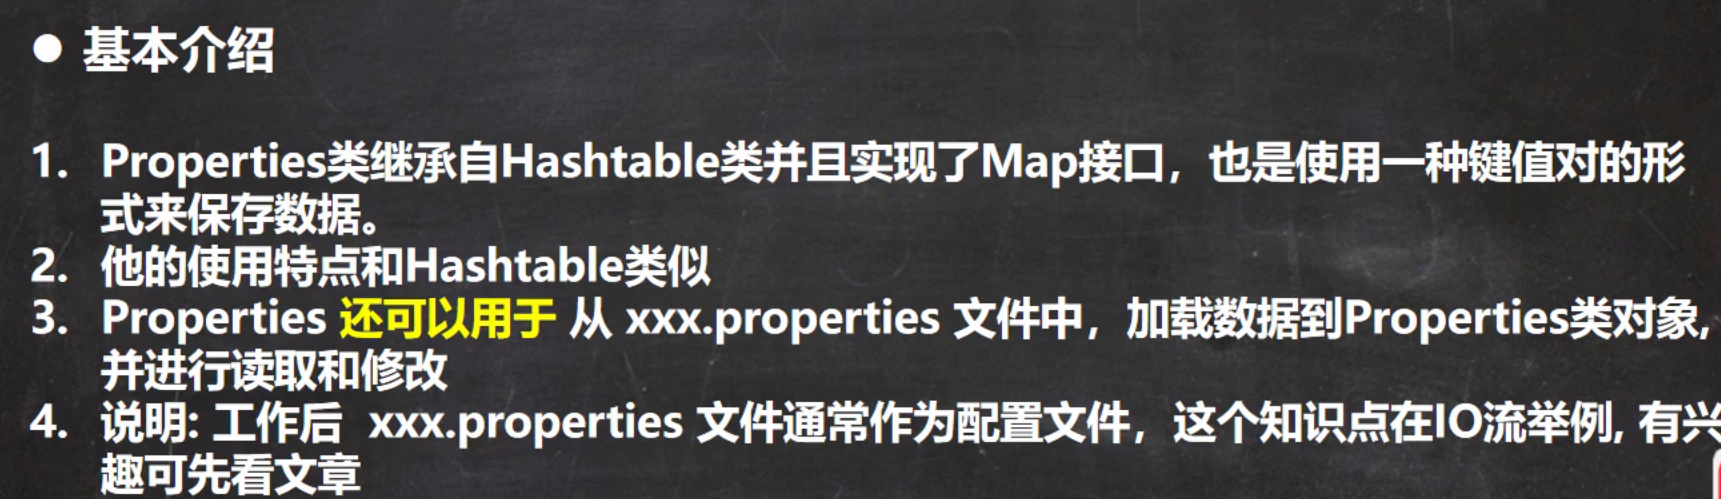 ● 基本介绍
1. Properties类继承自Hashtable类并且实现了Map接口，也是使用一种键值对的形
式来保存数据。
2. 他的使用特点和Hashtable类似
3. Properties 还可以用于 从 xxx.properties 文件中，加载数据到Properties类对象,
并进行读取和修改
4. 说明: 工作后 xxx.properties 文件通常作为配置文件，这个知识点在IO流举例, 有兴
趣可先看文章